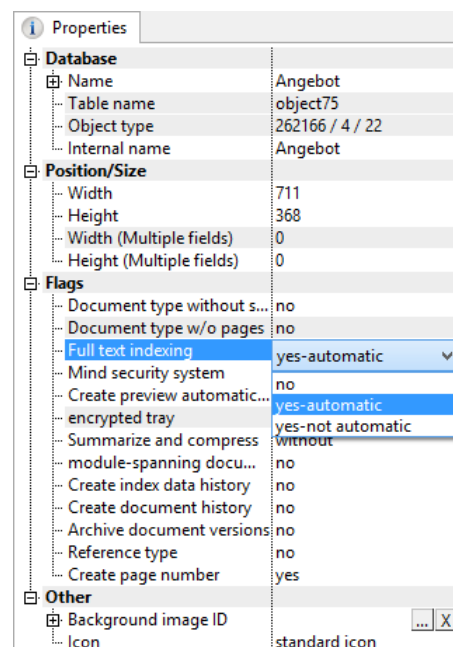 Properties
Database
Name Angebot
Table name object75
Object type 262166 / 4 / 22
Internal name Angebot
Position/Size
Width 711
Height 368
Width (Multiple fields) 0
Height (Multiple fields) 0
Flags
Document type without s... no
Document type w/o pages no
Full text indexing yes-automatic
Mind security system no
Create preview automatic... yes-automatic
encrypted tray yes-not automatic
Summarize and compress without
module-spanning docu... no
Create index data history no
Create document history no
Archive document versions no
Reference type no
Create page number yes
Other
Background image ID ... X
Icon standard icon